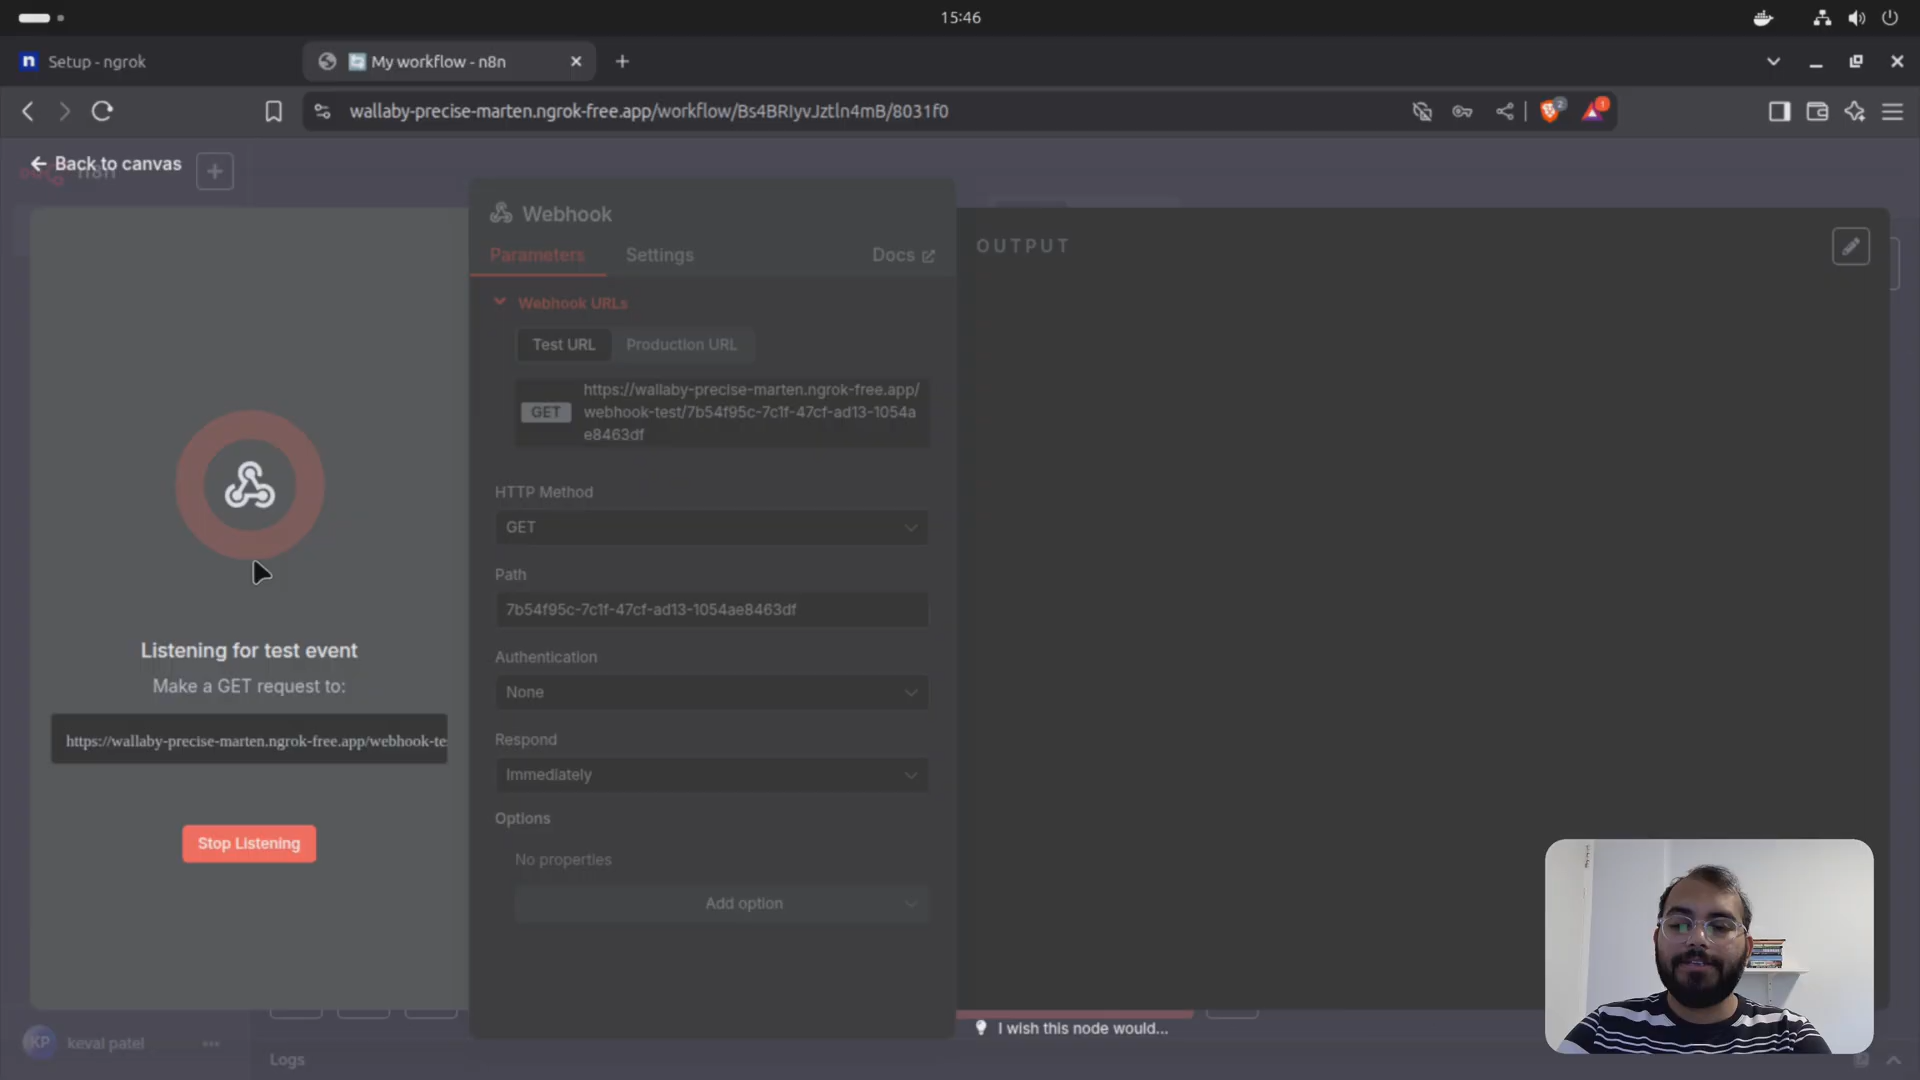 15:46
Setup - ngrok
My workflow - n8n
wallaby-precise-marten.ngrok-free.app/workflow/Bs4BRIyvJztln4mB/8031f0
2
1
Back to canvas
n8n
Webhook
Parameters
Settings
Docs
OUTPUT
Webhook URLs
Test URL
Production URL
GET
https://wallaby-precise-marten.ngrok-free.app/
webhook-test/7b54f95c-7c1f-47cf-ad13-1054a
e8463df
HTTP Method
GET
Path
7b54f95c-7c1f-47cf-ad13-1054ae8463df
Authentication
None
Respond
Immediately
Options
No properties
Add option
Listening for test event
Make a GET request to:
https://wallaby-precise-marten.ngrok-free.app/webhook-te
Stop Listening
I wish this node would...
KP
keval patel
Logs